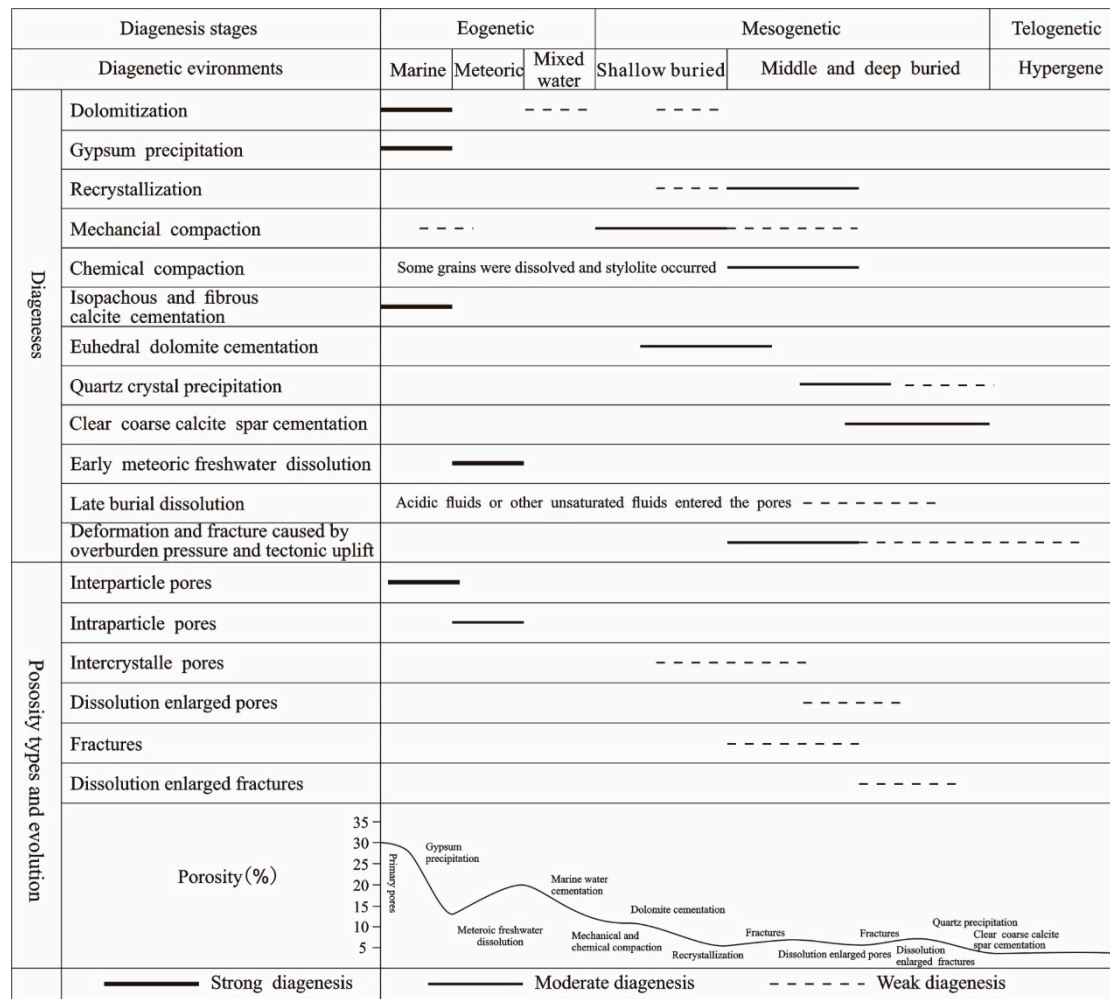 Diagenesis stages
Eogenetic
Mesogenetic
Telogenetic
Diagenetic evironments
Marine
Meteoric
Mixed
water
Shallow buried
Middle and deep buried
Hypergene
Diageneses
Dolomitization
Gypsum precipitation
Recrystallization
Mechancial compaction
Chemical compaction
Some grains were dissolved and stylolite occurred
Isopachous and fibrous
calcite cementation
Euhedral dolomite cementation
Quartz crystal precipitation
Clear coarse calcite spar cementation
Early meteoric freshwater dissolution
Late burial dissolution
Acidic fluids or other unsaturated fluids entered the pores
Deformation and fracture caused by
overburden pressure and tectonic uplift
Pososity types and evolution
Interparticle pores
Intraparticle pores
Intercrystalle pores
Dissolution enlarged pores
Fractures
Dissolution enlarged fractures
Porosity(%)
35
30
25
20
15
10
5
Primary pores
Gypsum
precipitation
Meteroic freshwater
dissolution
Marine water
cementation
Mechanical and
chemical compaction
Dolomite cementation
Recrystallization
Fractures
Dissolution enlarged pores
Fractures
Dissolution
enlarged fractures
Quartz precipitation
Clear coarse calcite
spar cementation
Strong diagenesis
Moderate diagenesis
Weak diagenesis